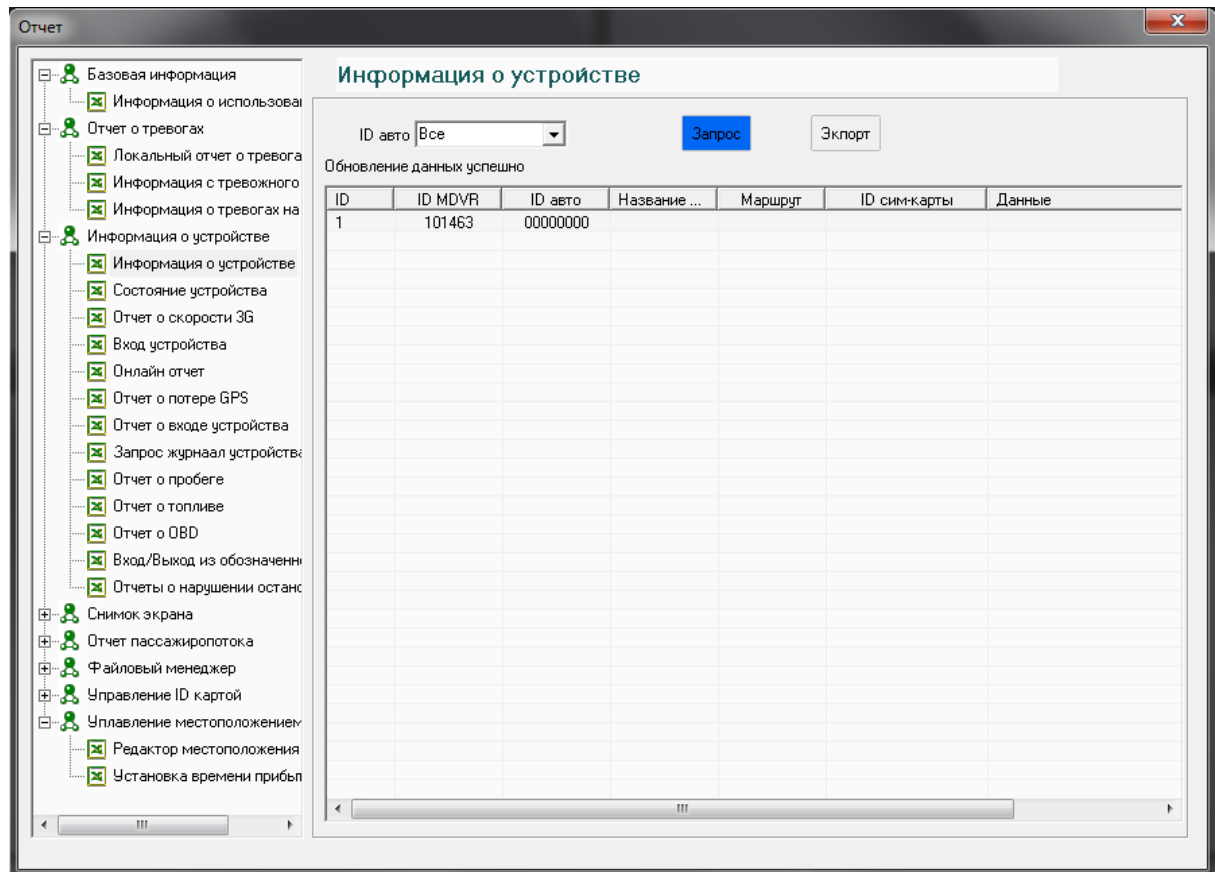 Отчет
Базовая информация
Информация о использова
Отчет о тревогах
Локальный отчет о тревога
Информация с тревожного
Информация о тревогах на
Информация о устройстве
Информация о устройстве
Состояние устройства
Отчет о скорости 3G
Вход устройства
Онлайн отчет
Отчет о потере GPS
Отчет о входе устройства
Запрос журнаал устройства
Отчет о пробеге
Отчет о топливе
Отчет о OBD
Вход/Выход из обозначенн
Отчеты о нарушении остано
Снимок экрана
Отчет пассажиропотока
Файловый менеджер
Управление ID картой
Уплавление местоположением
Редактор местоположения
Установка времени прибыл
Информация о устройстве
ID авто Все Запрос Экпорт
Обновление данных успешно
ID ID MDVR ID авто Название ... Маршрут ID сим-карты Данные
1 101463 00000000